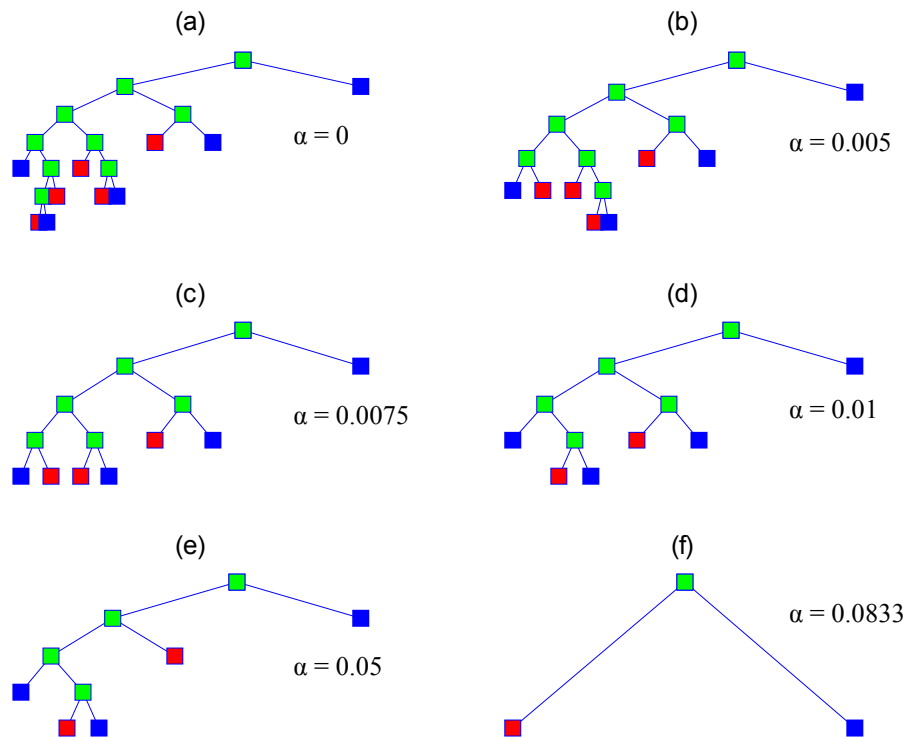 (a)
α = 0
(b)
α = 0.005
(c)
α = 0.0075
(d)
α = 0.01
(e)
α = 0.05
(f)
α = 0.0833